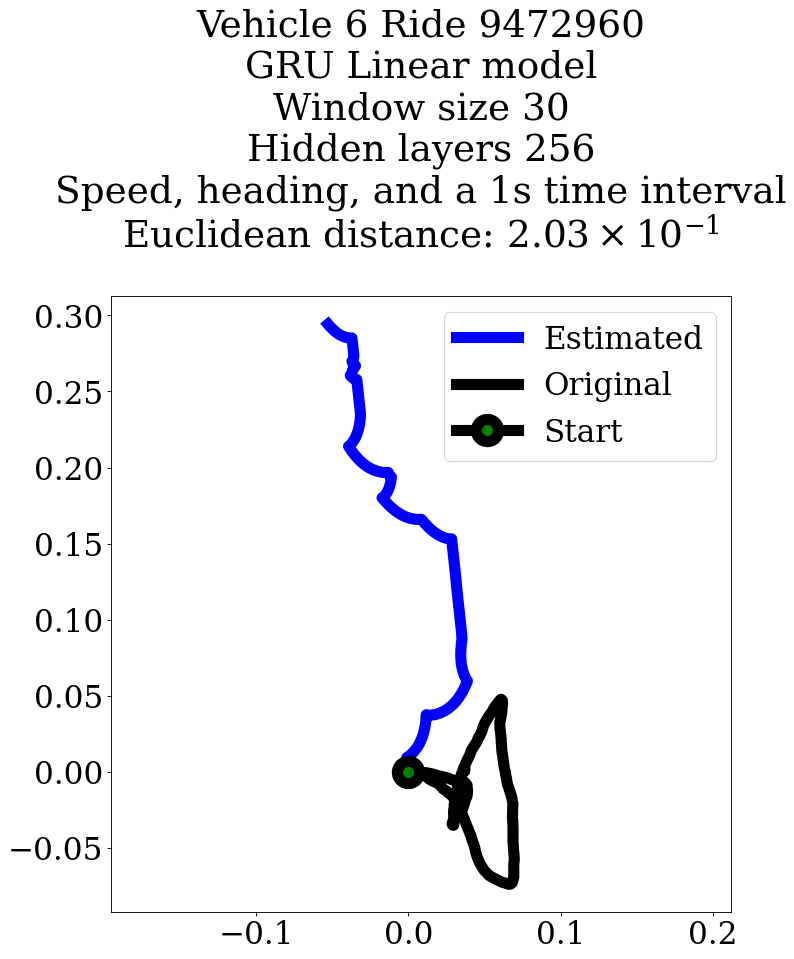 Vehicle 6 Ride 9472960
GRU Linear model
Window size 30
Hidden layers 256
Speed, heading, and a 1s time interval
Euclidean distance: 2.03 × 10⁻¹
Estimated
Original
Start
0.30
0.25
0.20
0.15
0.10
0.05
0.00
−0.05
−0.1
0.0
0.1
0.2